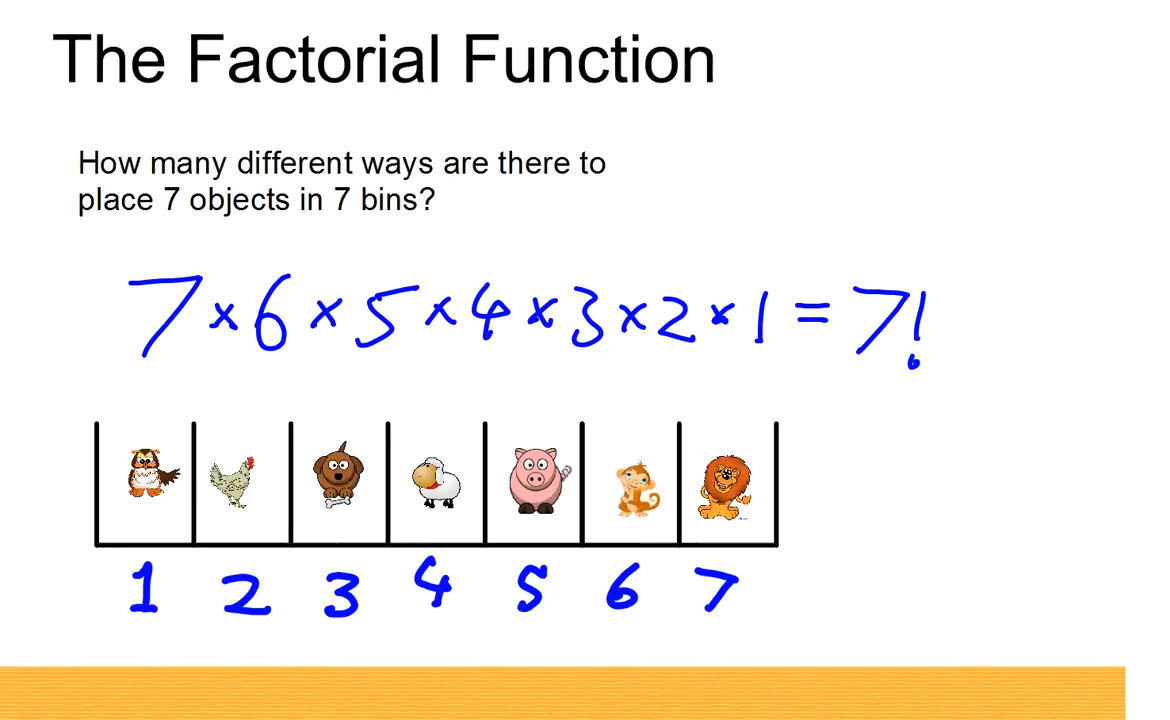 The Factorial Function
How many different ways are there to
place 7 objects in 7 bins?
7 × 6 × 5 × 4 × 3 × 2 × 1 = 7!
1 2 3 4 5 6 7